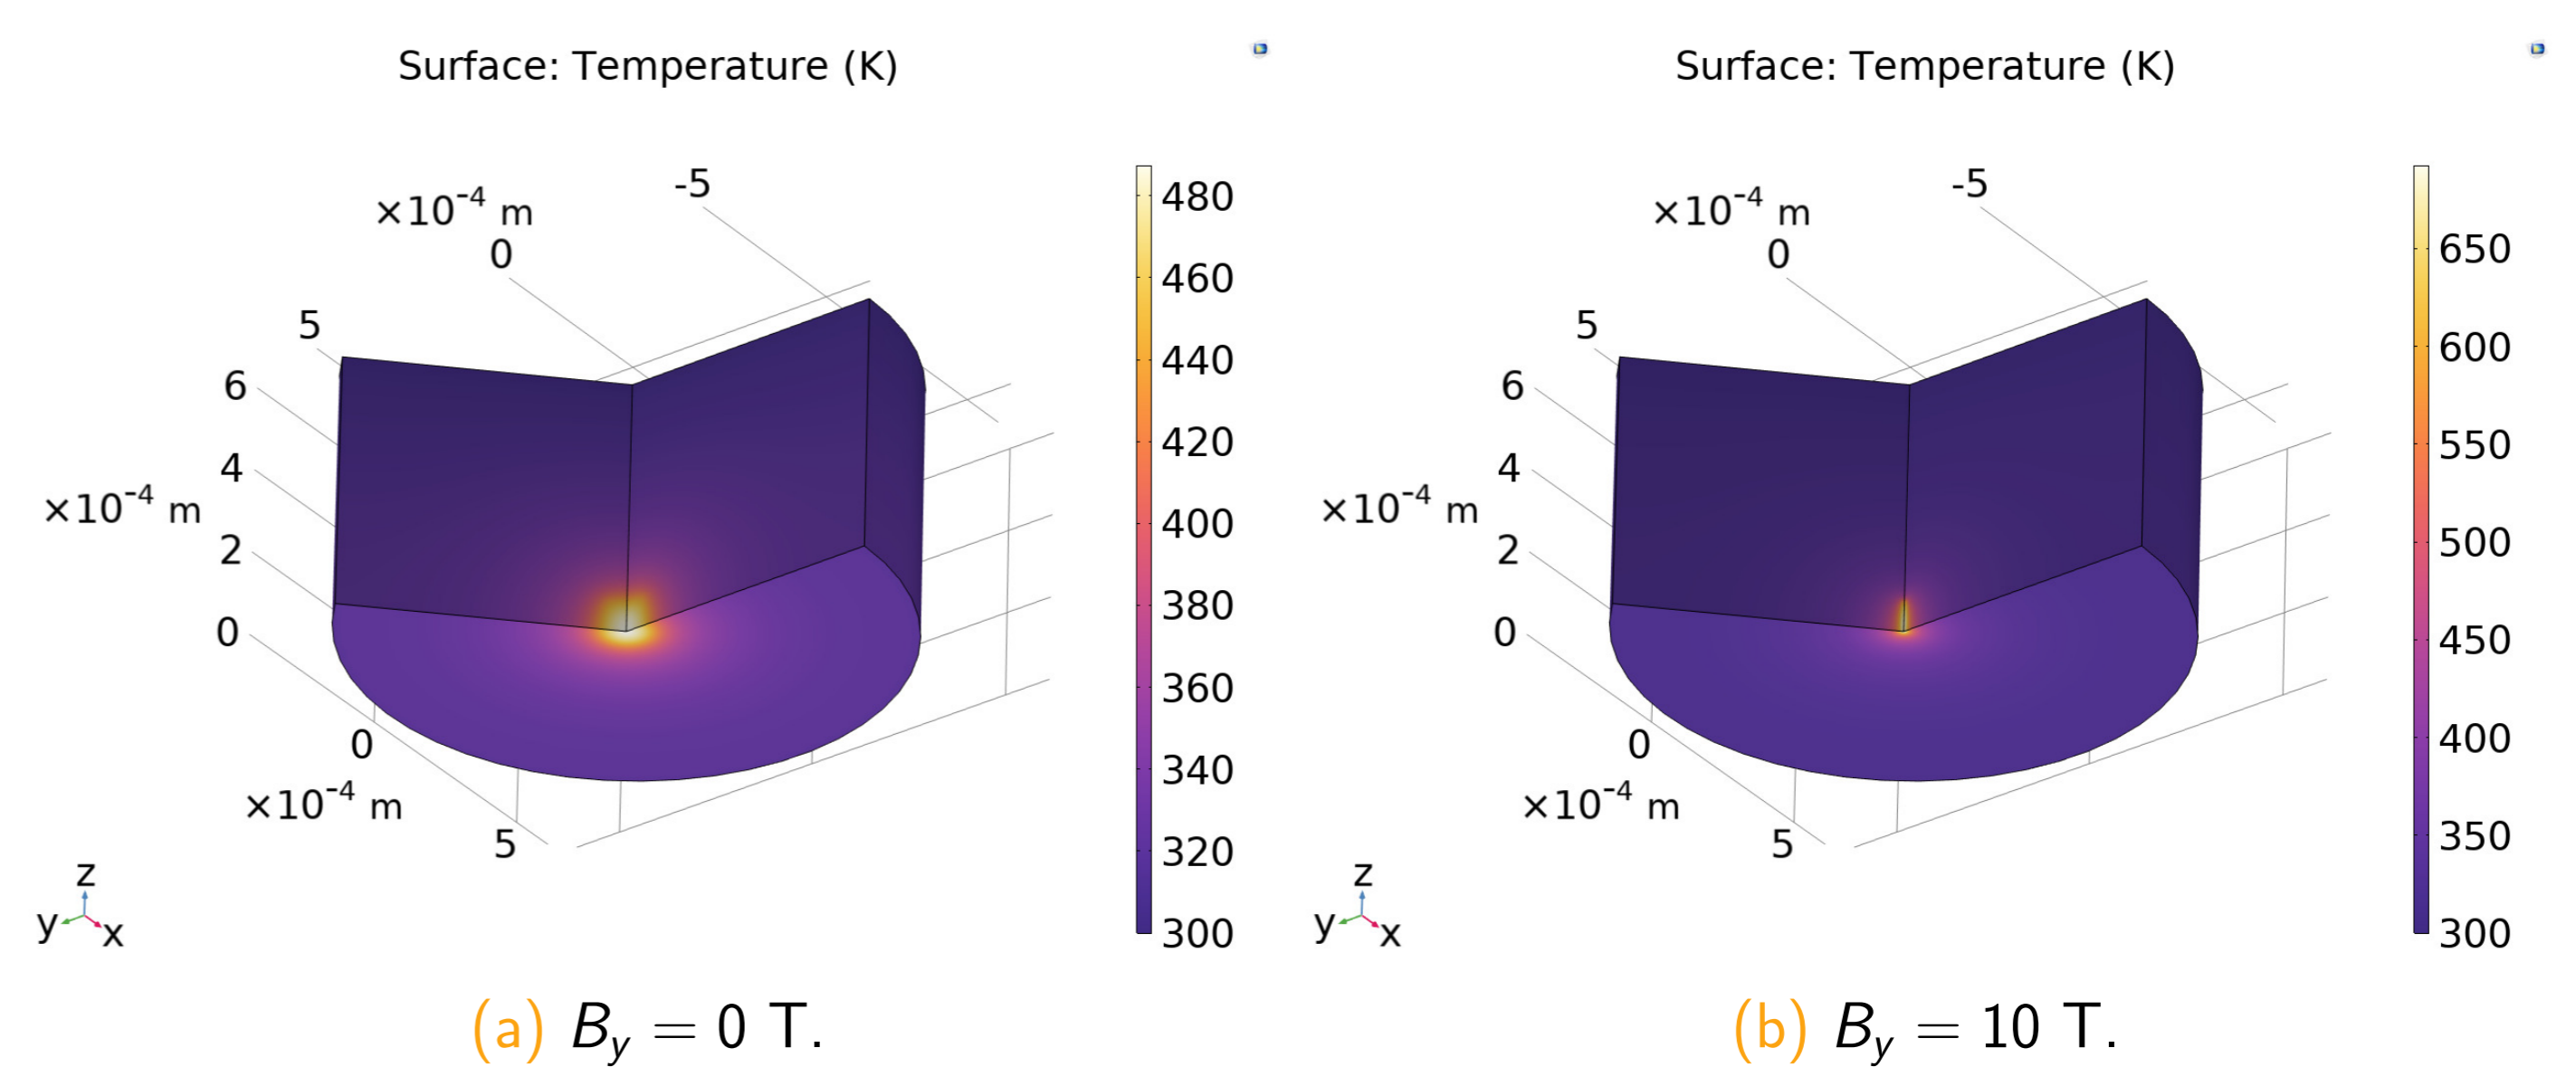 Surface: Temperature (K)
-5
×10⁻⁴ m
0
5
6
4
×10⁻⁴ m
2
0
0
×10⁻⁴ m
5
z
y
x
480
460
440
420
400
380
360
340
320
300
(a) B_y = 0 T.
Surface: Temperature (K)
-5
×10⁻⁴ m
0
5
6
4
×10⁻⁴ m
2
0
0
×10⁻⁴ m
5
z
y
x
650
600
550
500
450
400
350
300
(b) B_y = 10 T.